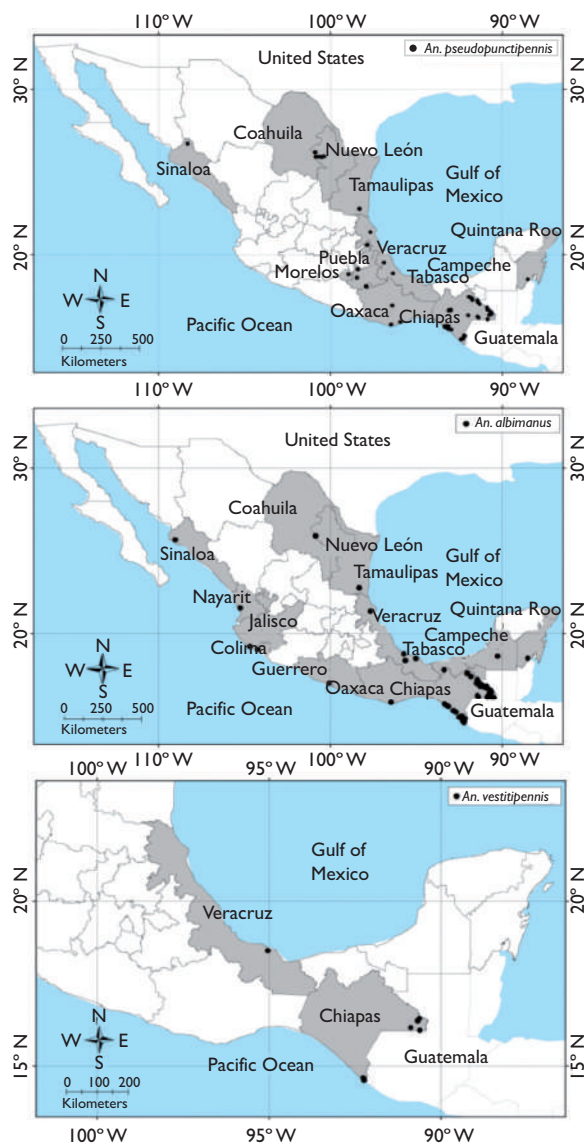 110°W 100°W 90°W
United States
An. pseudopunctipennis
30° N 30° N
Coahuila
Nuevo León
Sinaloa
Gulf of
Mexico
Tamaulipas
Quintana Roo
20° N 20° N
Veracruz
Puebla
Campeche
Morelos
Tabasco
N
W E
S
Oaxaca
Chiapas
Pacific Ocean
Guatemala
0 250 500
Kilometers
110°W 100°W 90°W
110°W 100°W 90°W
An. albimanus
United States
30° N 30° N
Coahuila
Nuevo León
Sinaloa
Gulf of
Mexico
Tamaulipas
Nayarit
Quintana Roo
Veracruz
Jalisco
20° N 20° N
Campeche
Colima
Tabasco
Guerrero
N
W E
S
Oaxaca
Chiapas
Guatemala
Pacific Ocean
0 250 500
Kilometers
110°W 100°W 90°W
100°W 95°W 90°W
An. vestitipennis
Gulf of
Mexico
20° N 20° N
Veracruz
Chiapas
N
W E
S
Guatemala
Pacific Ocean
15° N 15° N
0 100 200
Kilometers
100°W 95°W 90°W